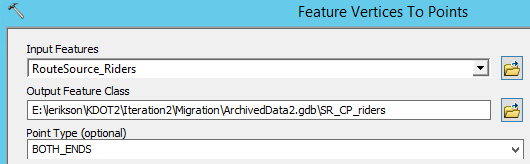 Feature Vertices To Points
Input Features
RouteSource_Riders
Output Feature Class
E:\lerikson\KDOT2\Iteration2\Migration\ArchivedData2.gdb\SR_CP_riders
Point Type (optional)
BOTH_ENDS